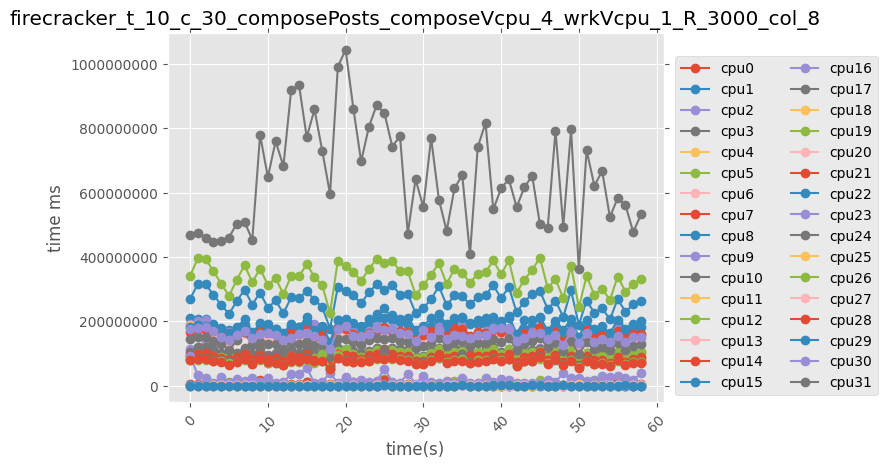 firecracker_t_10_c_30_composePosts_composeVcpu_4_wrkVcpu_1_R_3000_col_8
1000000000
800000000
600000000
400000000
200000000
0
time ms
0
10
20
30
40
50
60
time(s)
cpu0
cpu1
cpu2
cpu3
cpu4
cpu5
cpu6
cpu7
cpu8
cpu9
cpu10
cpu11
cpu12
cpu13
cpu14
cpu15
cpu16
cpu17
cpu18
cpu19
cpu20
cpu21
cpu22
cpu23
cpu24
cpu25
cpu26
cpu27
cpu28
cpu29
cpu30
cpu31